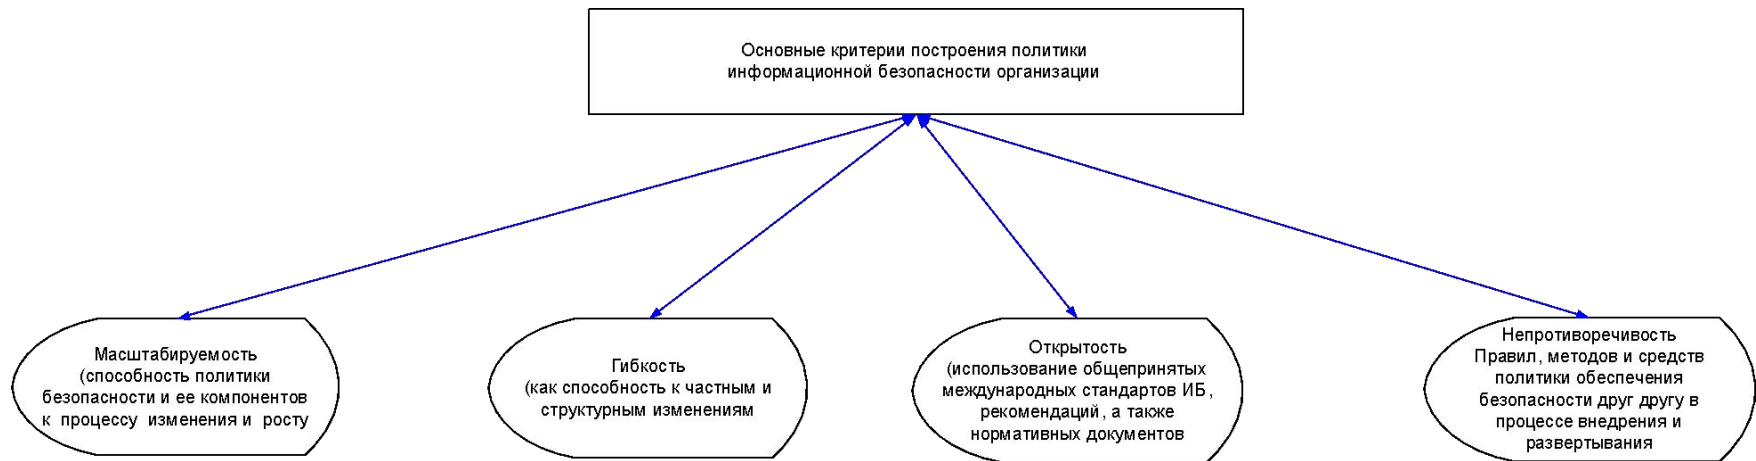 Основные критерии построения политики
информационной безопасности организации
Масштабируемость
(способность политики
безопасности и ее компонентов
к процессу изменения и росту
Гибкость
(как способность к частным и
структурным изменениям
Открытость
(использование общепринятых
международных стандартов ИБ,
рекомендаций, а также
нормативных документов
Непротиворечивость
Правил, методов и средств
политики обеспечения
безопасности друг другу в
процессе внедрения и
развертывания